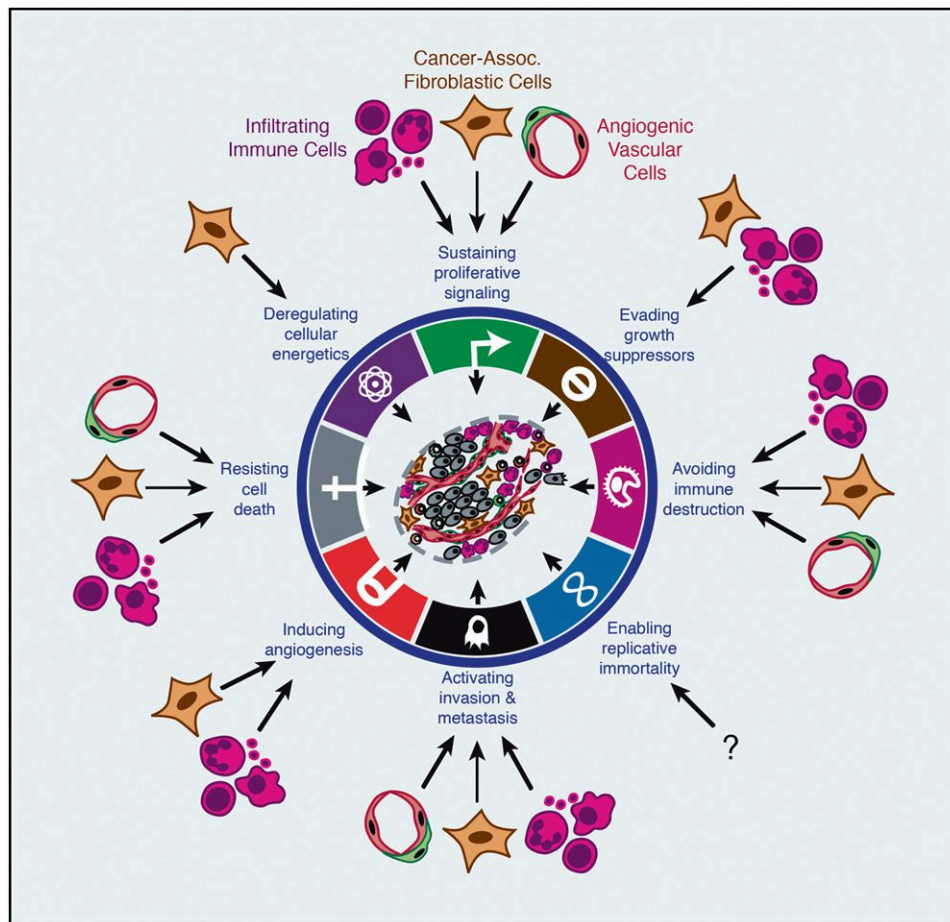 Cancer-Assoc.
Fibroblastic Cells
Infiltrating
Immune Cells
Angiogenic
Vascular
Cells
Sustaining
proliferative
signaling
Deregulating
cellular
energetics
Evading
growth
suppressors
Resisting
cell
death
Avoiding
immune
destruction
Inducing
angiogenesis
Enabling
replicative
immortality
Activating
invasion &
metastasis
?